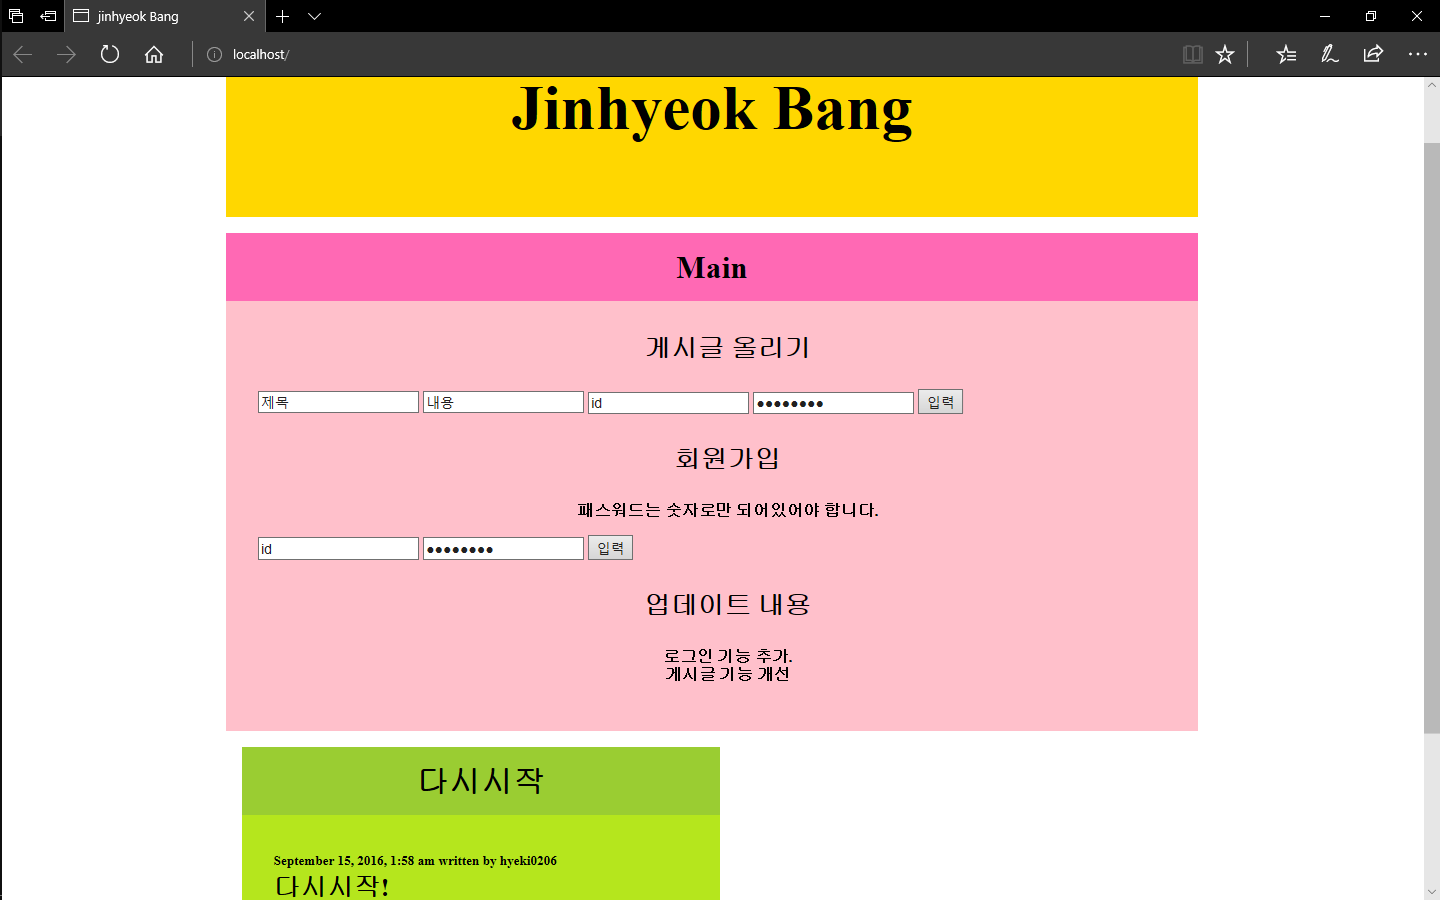 jinhyeok Bang
localhost/
Jinhyeok Bang
Main
게시글 올리기
제목 내용 id ●●●●●●●● 입력
회원가입
패스워드는 숫자로만 되어있어야 합니다.
id ●●●●●●●● 입력
업데이트 내용
로그인 기능 추가.
게시글 기능 개선
다시시작
September 15, 2016, 1:58 am written by hyeki0206
다시시작!